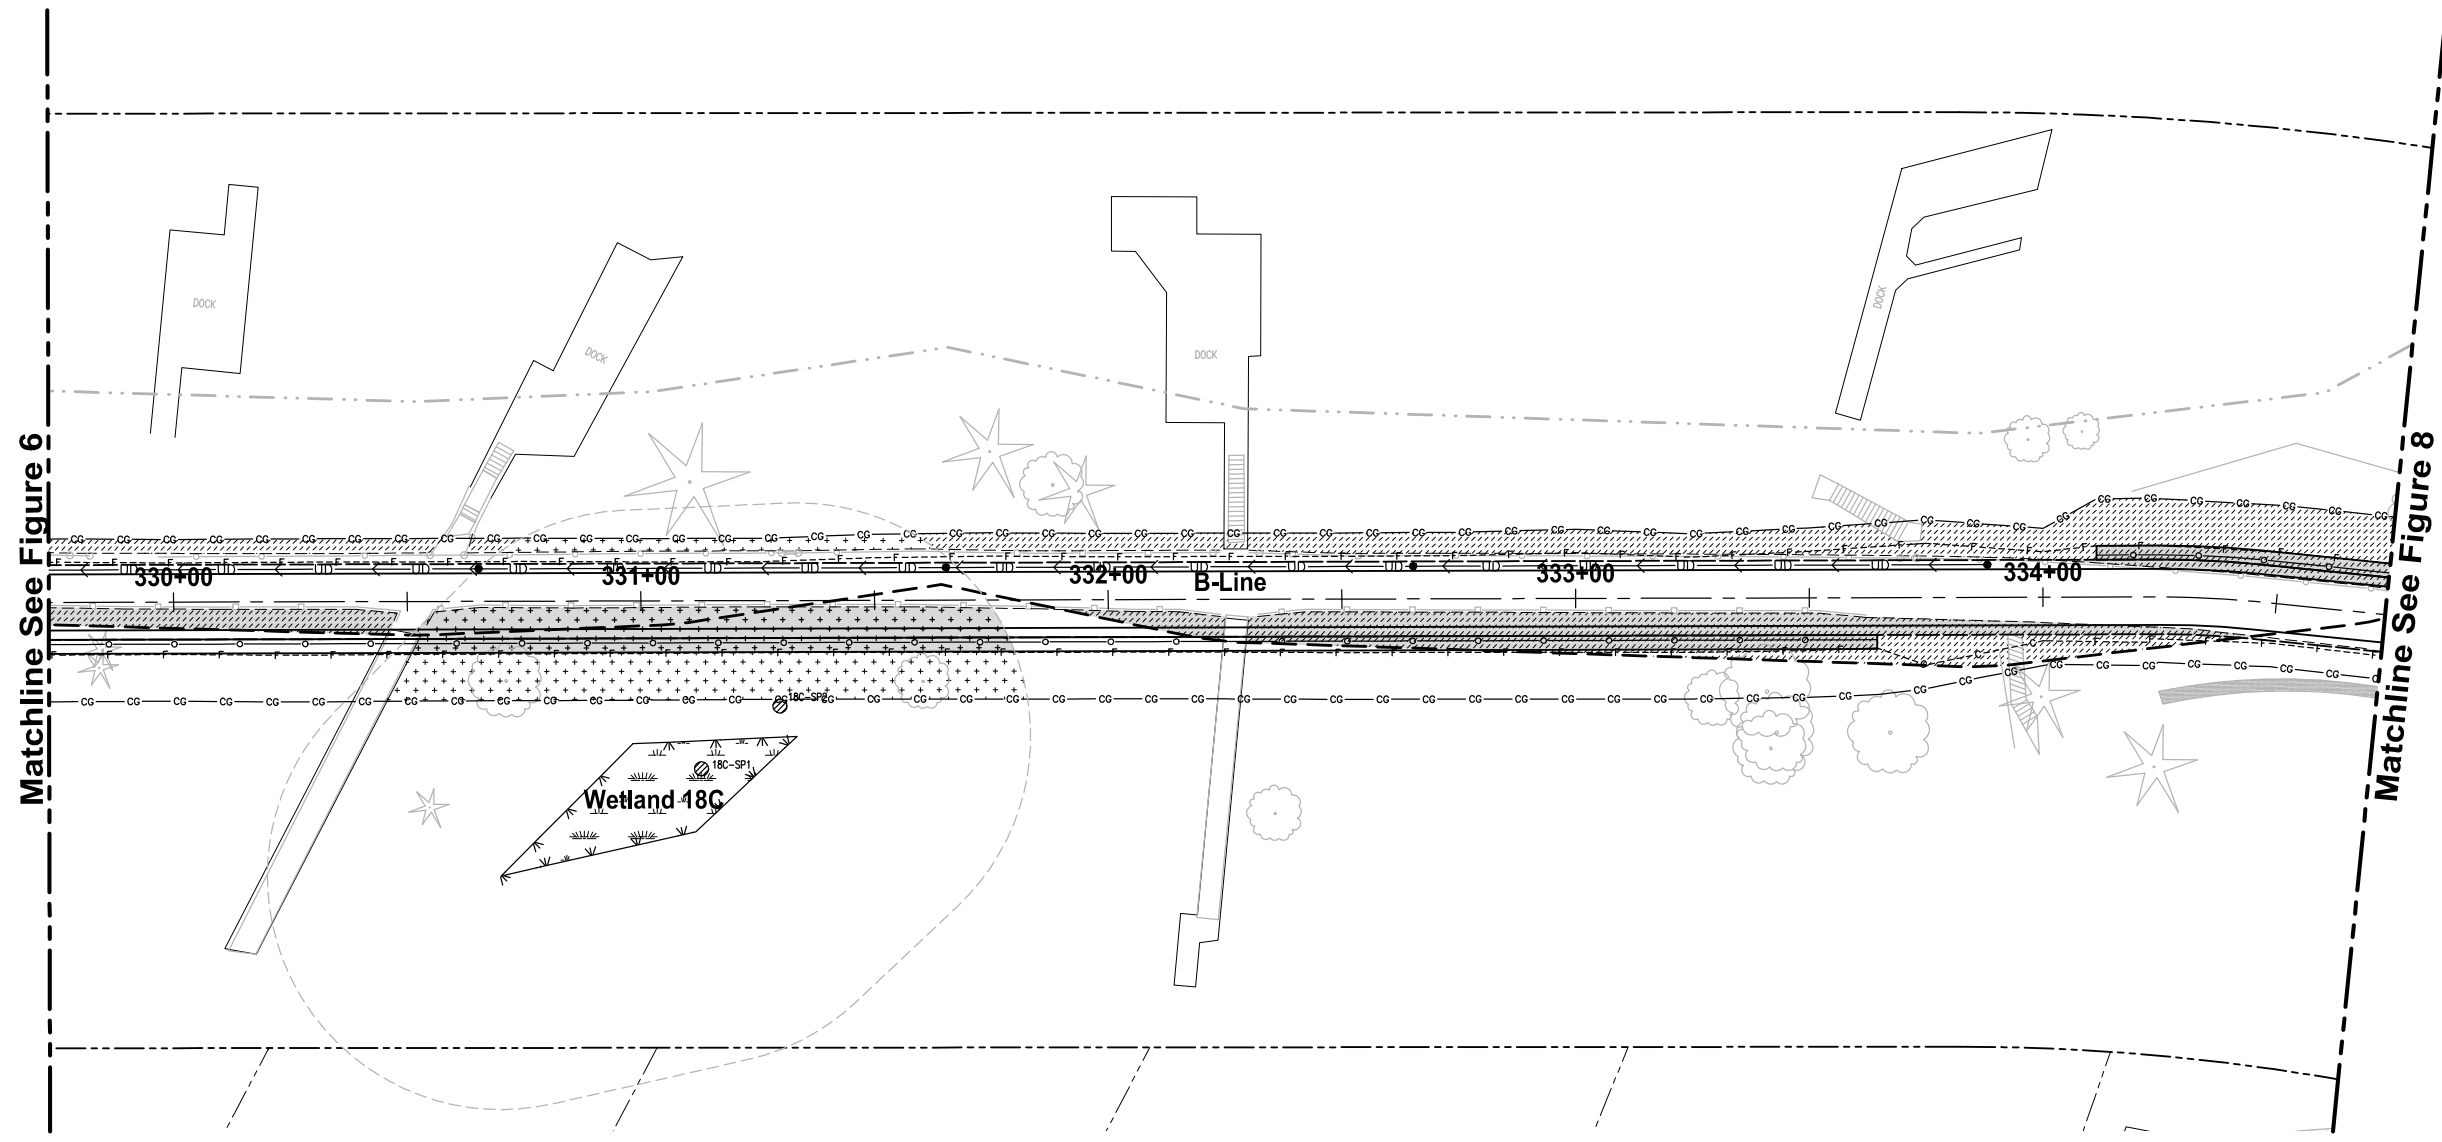 Matchline See Figure 6
DOCK
DOCK
DOCK
DOCK
330+00
331+00
332+00
B-Line
333+00
334+00
18C-SP2
18C-SP1
Wetland 18C
Matchline See Figure 8